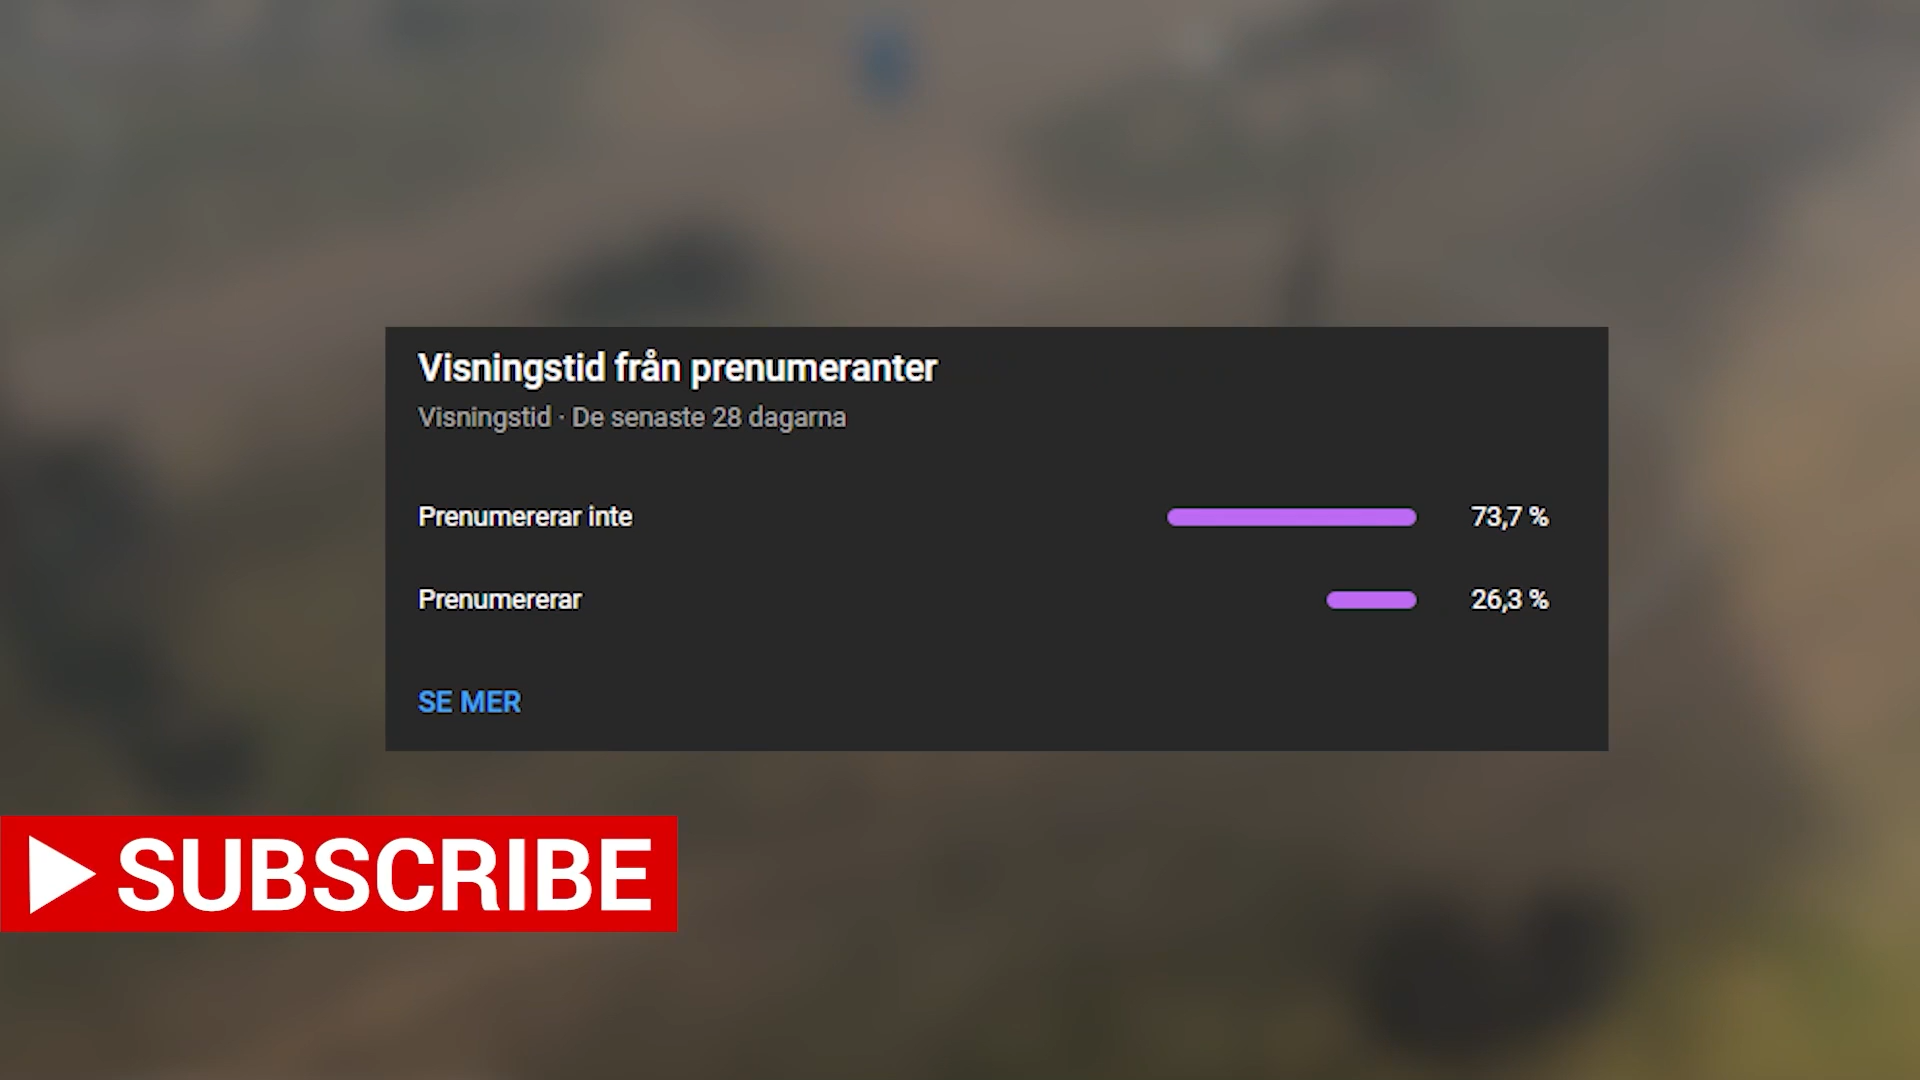 Visningstid från prenumeranter
Visningstid · De senaste 28 dagarna
Prenumererar inte 73,7 %
Prenumererar 26,3 %
SE MER
SUBSCRIBE